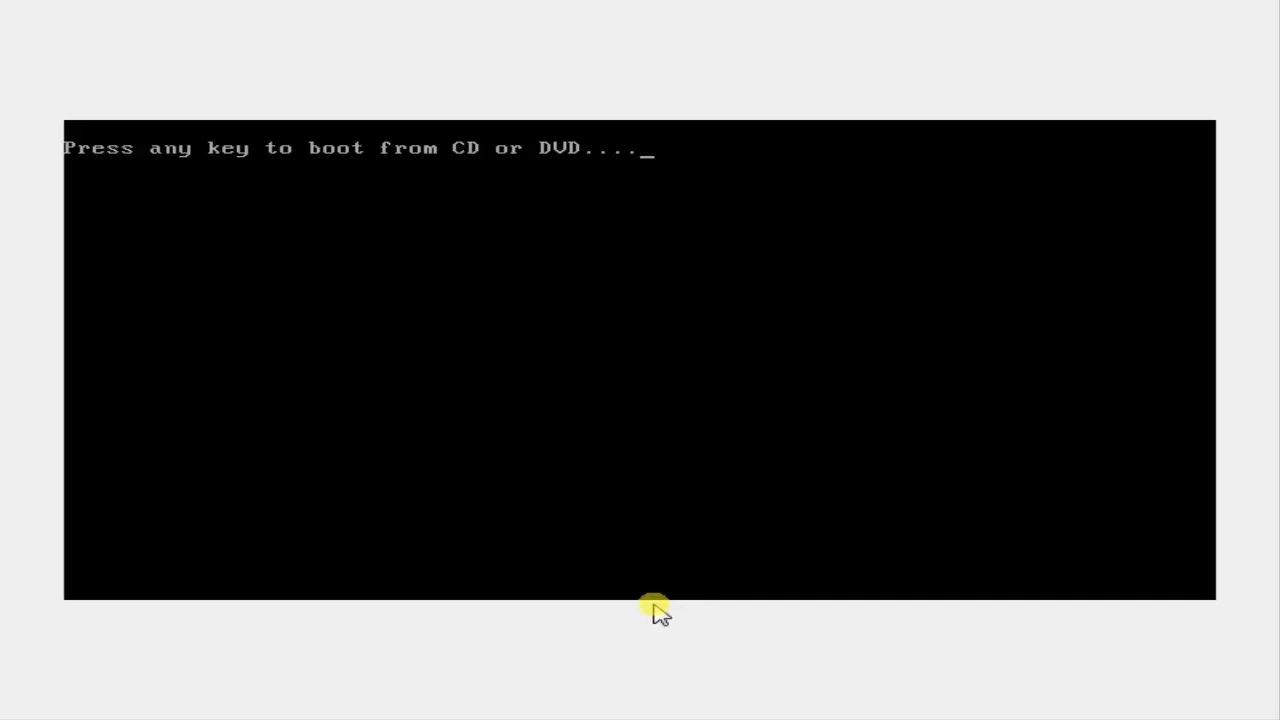 Press any key to boot from CD or DVD...._